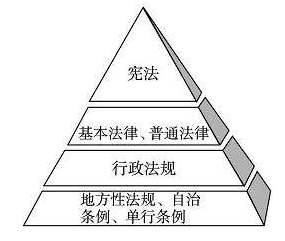 宪法
基本法律、普通法律
行政法规
地方性法规、自治
条例、单行条例